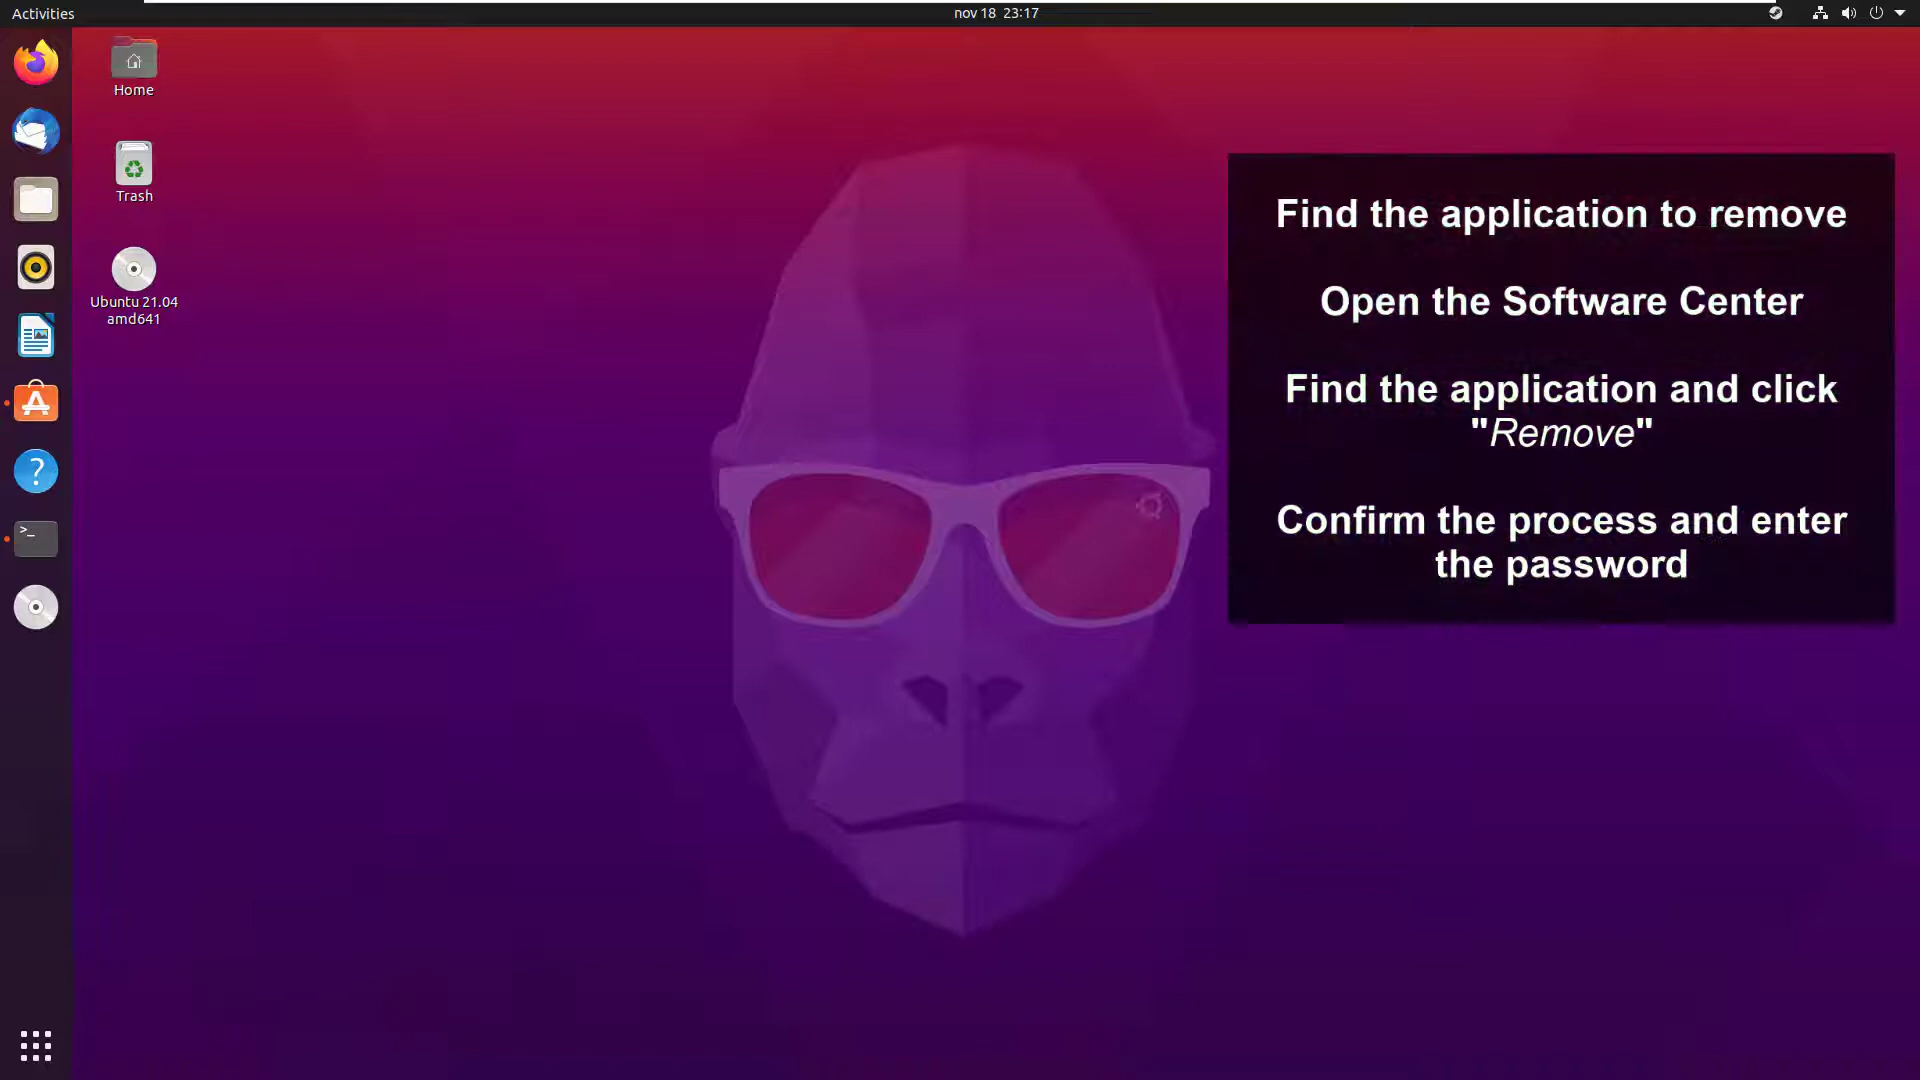 Activities
nov 18 23:17
Home
Trash
Ubuntu 21.04
amd641
Find the application to remove
Open the Software Center
Find the application and click
"Remove"
Confirm the process and enter
the password
?
>_